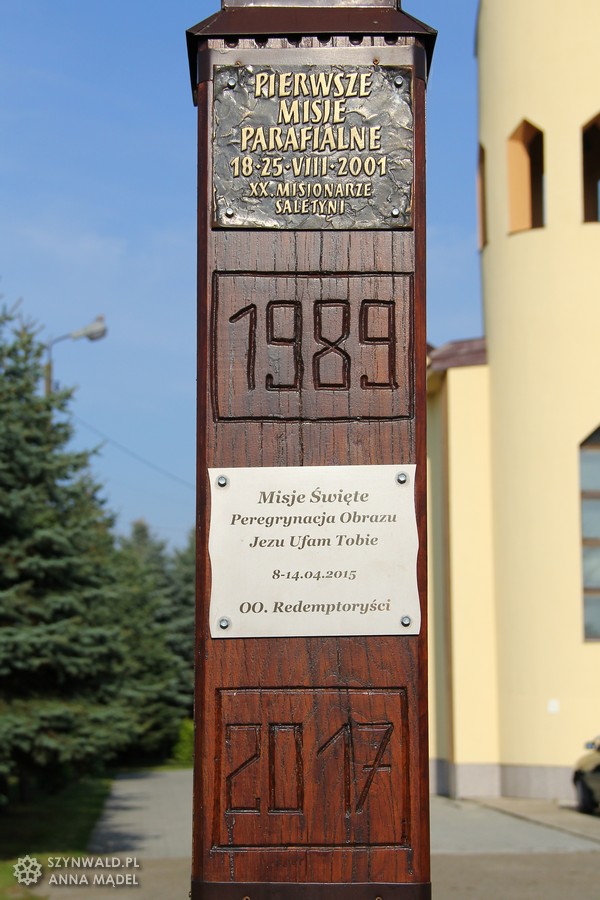 PIERWSZE
MISJE
PARAFIALNE
18·25·VIII·2001
XX. MISIONARZE
SALETYNI
1989
Misje Święte
Peregrynacja Obrazu
Jezu Ufam Tobie
8-14.04.2015
OO. Redemptoryści
2017
SZYNWALD.PL
ANNA MĄDEL